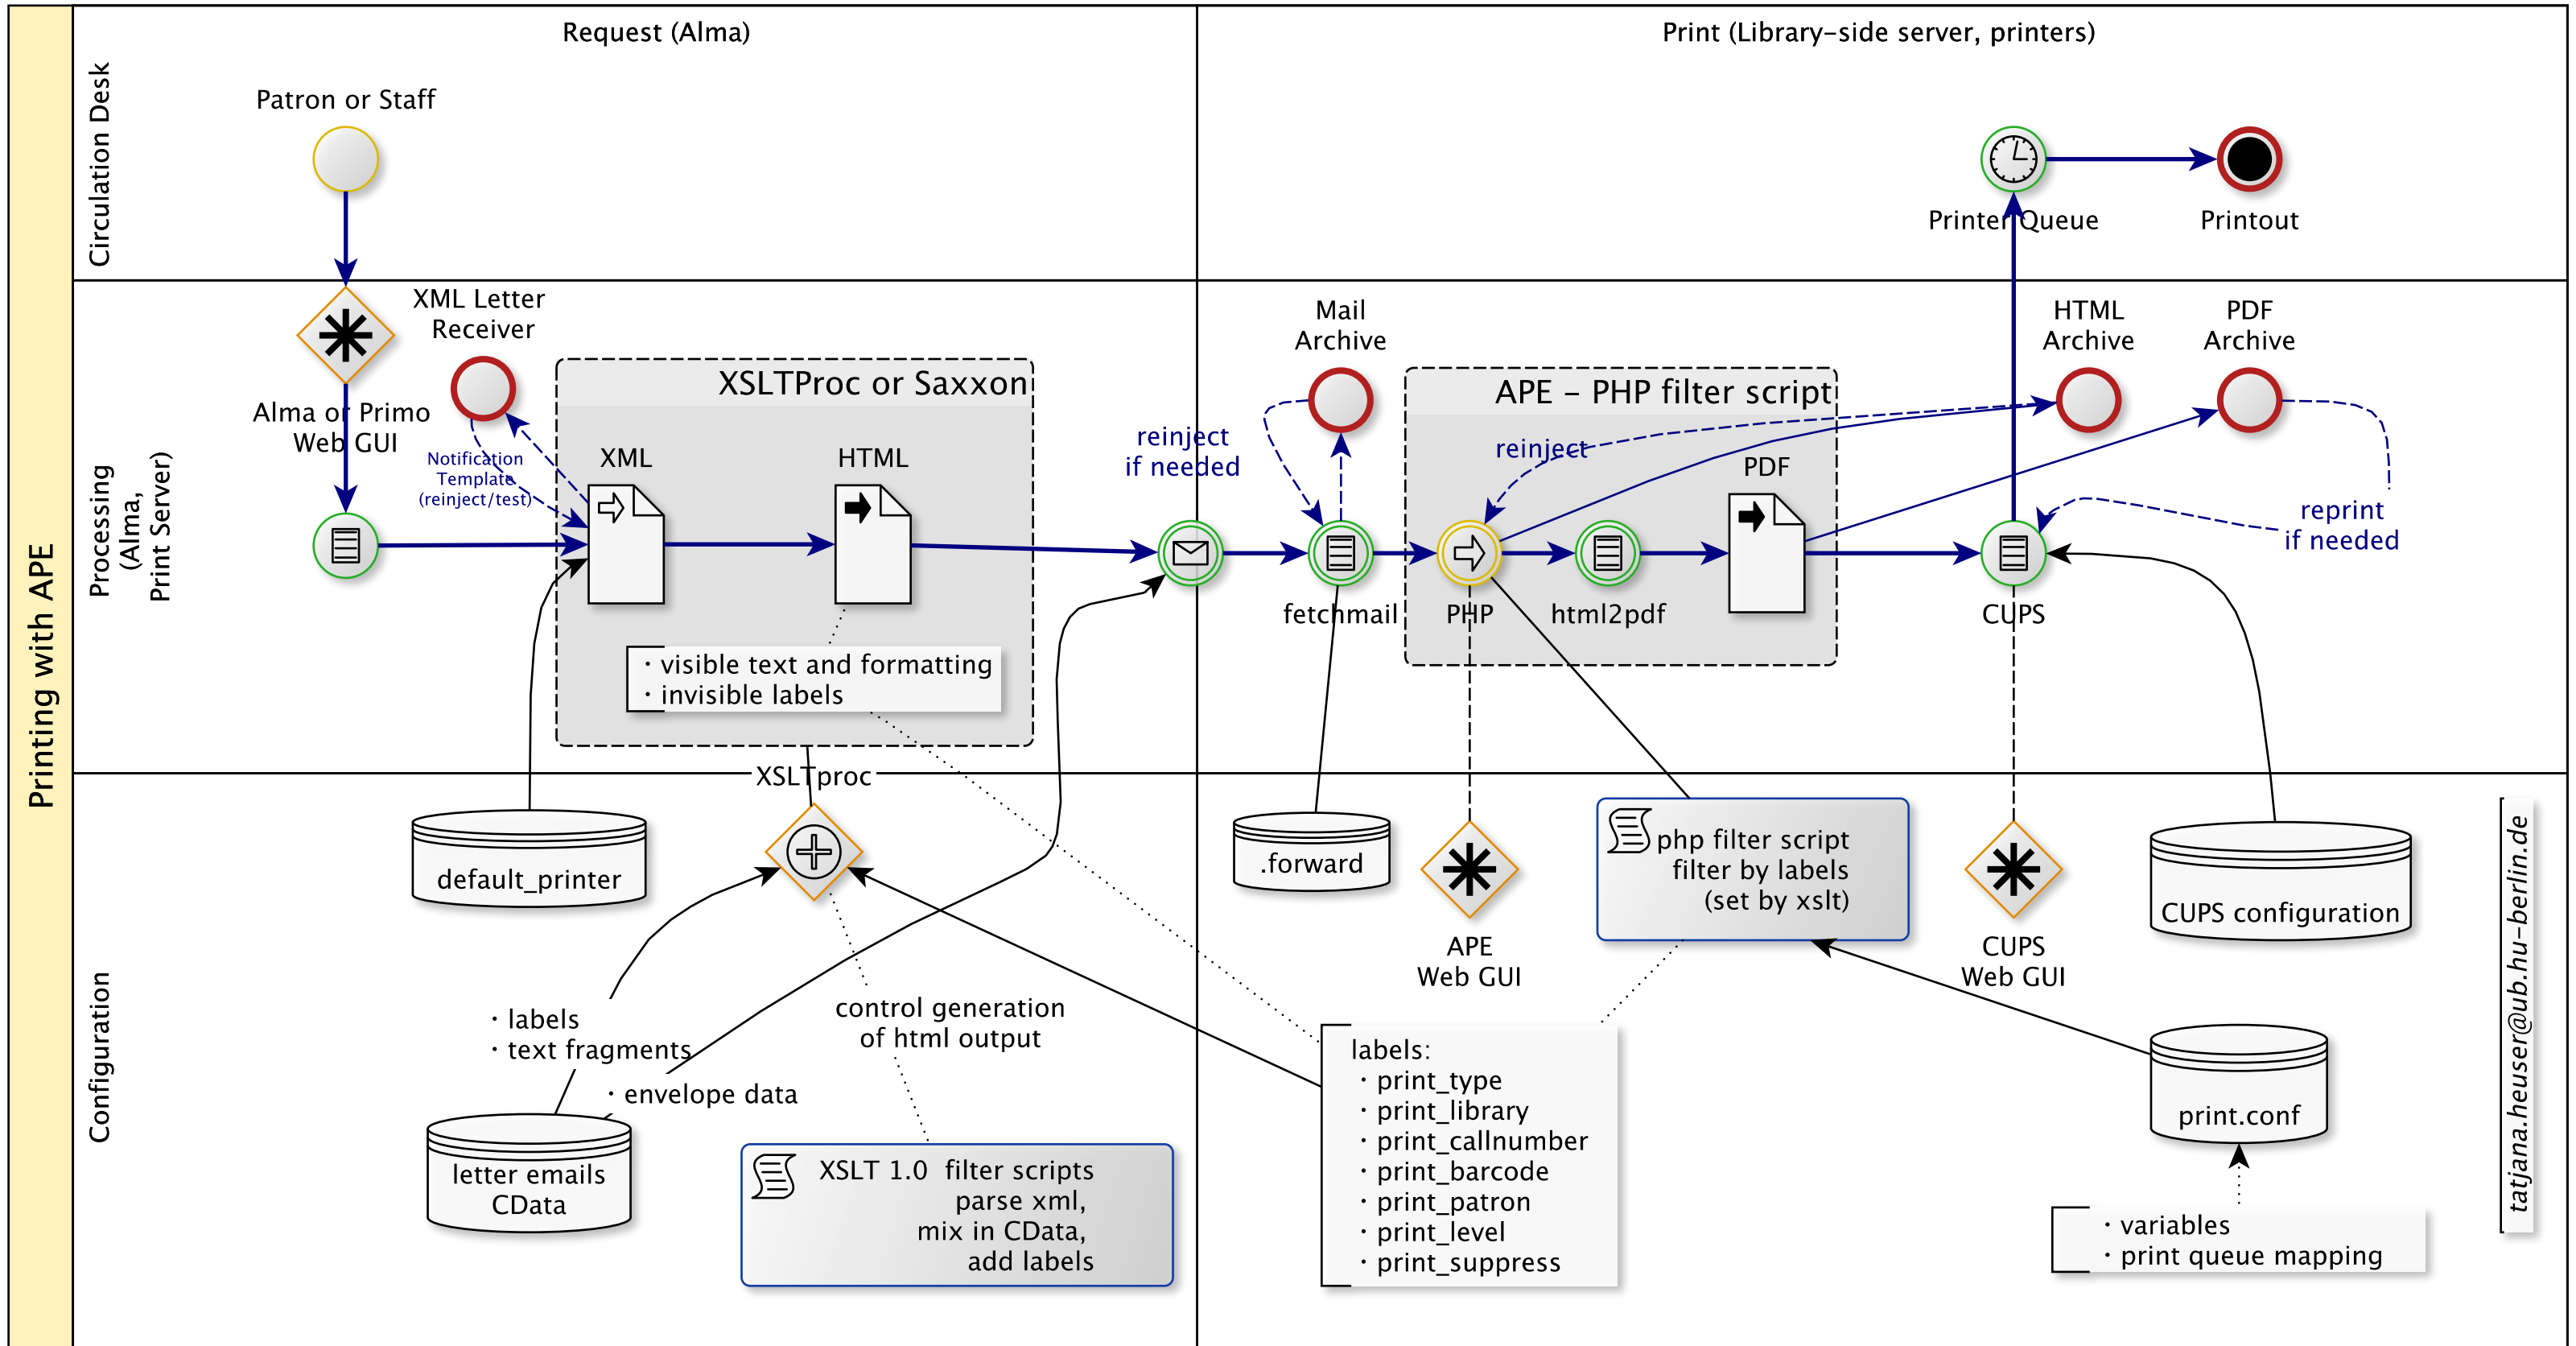 Printing with APE
Request (Alma)
Print (Library-side server, printers)
Circulation Desk
Patron or Staff
Printer Queue
Printout
Processing
(Alma,
Print Server)
XML Letter
Receiver
Alma or Primo
Web GUI
Notification
Template
(reinject/test)
XSLTProc or Saxxon
XML
HTML
· visible text and formatting
· invisible labels
reinject
if needed
Mail
Archive
fetchmail
APE - PHP filter script
reinject
PHP
html2pdf
PDF
HTML
Archive
PDF
Archive
reprint
if needed
CUPS
Configuration
XSLTproc
default_printer
· labels
· text fragments
· envelope data
letter emails
CData
control generation
of html output
XSLT 1.0  filter scripts
parse xml,
mix in CData,
add labels
.forward
APE
Web GUI
php filter script
filter by labels
(set by xslt)
CUPS
Web GUI
CUPS configuration
labels:
· print_type
· print_library
· print_callnumber
· print_barcode
· print_patron
· print_level
· print_suppress
print.conf
· variables
· print queue mapping
tatjana.heuser@ub.hu-berlin.de